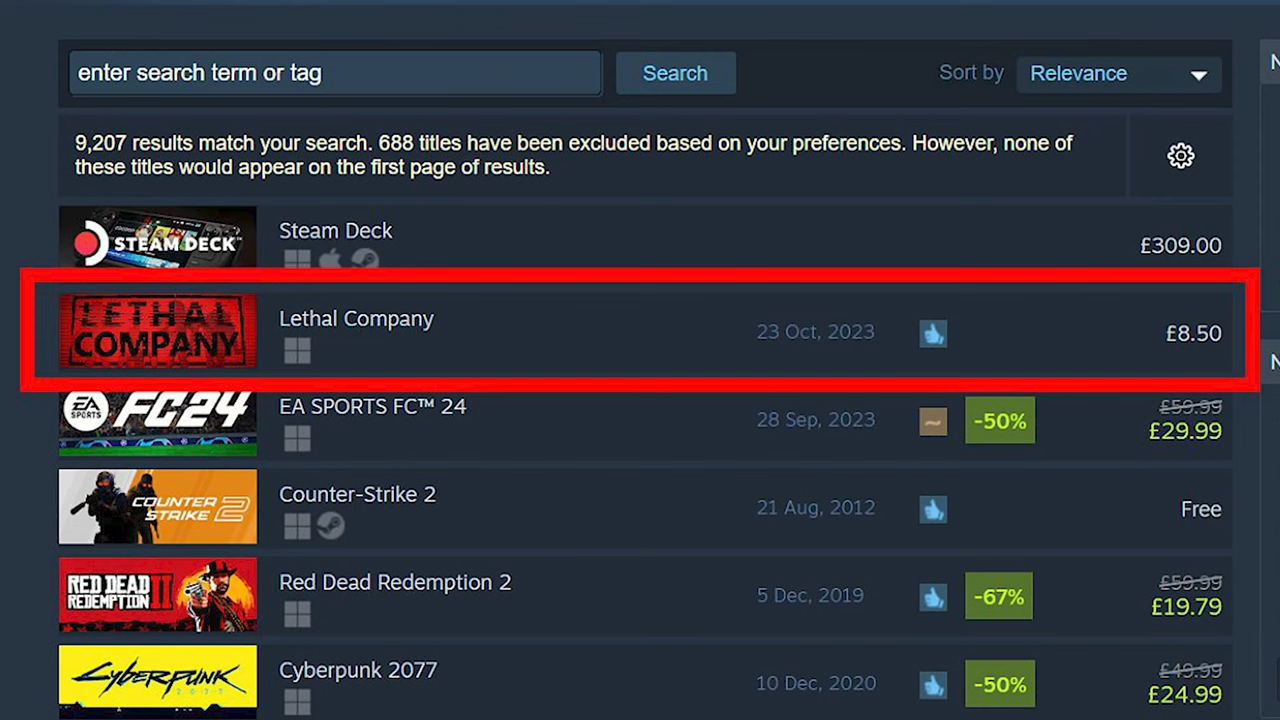 enter search term or tag
Search
Sort by
Relevance
N
9,207 results match your search. 688 titles have been excluded based on your preferences. However, none of
these titles would appear on the first page of results.
STEAM DECK™
Steam Deck
£309.00
LETHAL
COMPANY
Lethal Company
23 Oct, 2023
£8.50
N
EA
SPORTS
FC24
EA SPORTS FC™ 24
28 Sep, 2023
-50%
£59.99
£29.99
COUNTER
STRIKE 2
Counter-Strike 2
21 Aug, 2012
Free
RED DEAD
REDEMPTION II
Red Dead Redemption 2
5 Dec, 2019
-67%
£59.99
£19.79
Cyberpunk
2077
Cyberpunk 2077
10 Dec, 2020
-50%
£49.99
£24.99